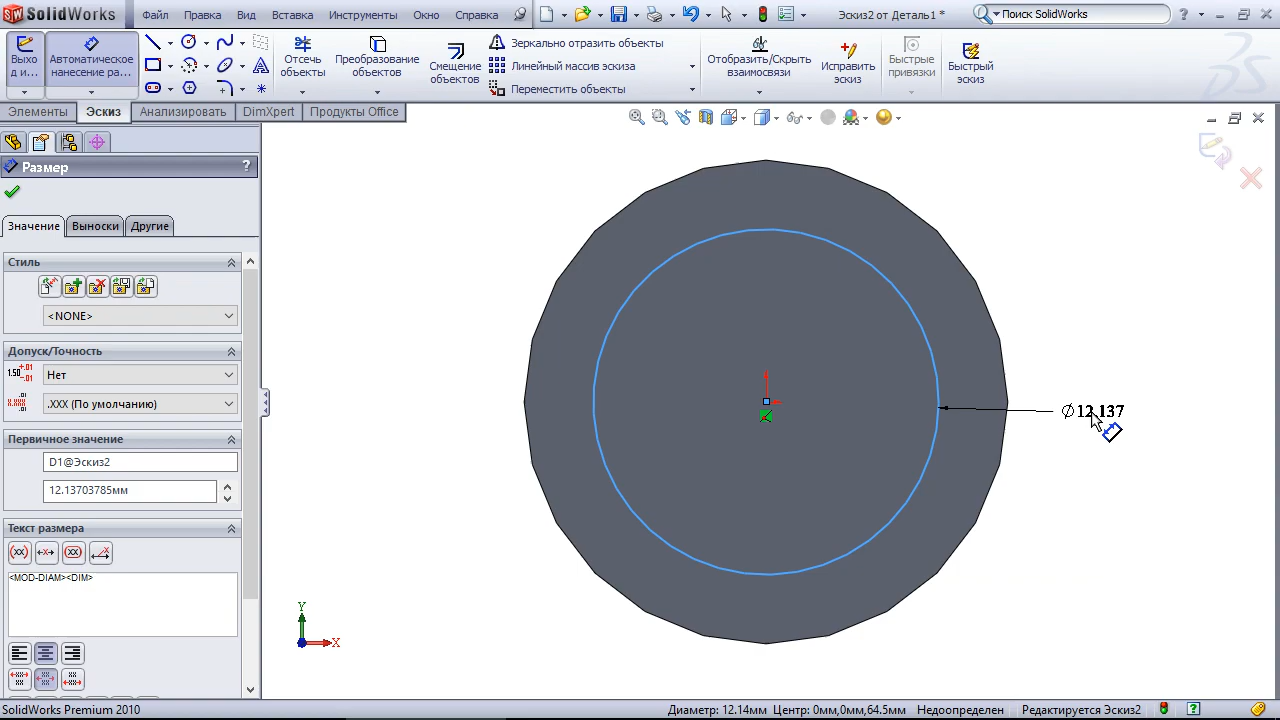 SolidWorks
Файл Правка Вид Вставка Инструменты Окно Справка
Эскиз2 от Деталь1 *
Поиск SolidWorks
Выхо
д и...
Автоматическое
нанесение ра...
Отсечь
объекты
Преобразование
объектов
Смещение
объектов
Зеркально отразить объекты
Линейный массив эскиза
Переместить объекты
Отобразить/Скрыть
взаимосвязи
Исправить
эскиз
Быстрые
привязки
Быстрый
эскиз
Элементы Эскиз Анализировать DimXpert Продукты Office
Размер ?
Значение Выноски Другие
Стиль
<NONE>
Допуск/Точность
Нет
.XXX (По умолчанию)
Первичное значение
D1@Эскиз2
12.13703785мм
Текст размера
<MOD-DIAM><DIM>
∅12,137
Y
X
SolidWorks Premium 2010
Диаметр: 12.14мм Центр: 0мм,0мм,64.5мм Недоопределен Редактируется Эскиз2